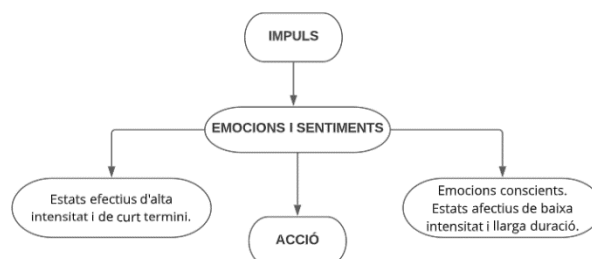 IMPULS
EMOCIONS I SENTIMENTS
Estats efectius d'alta
intensitat i de curt termini.
Emocions conscients.
Estats afectius de baixa
intensitat i llarga duració.
ACCIÓ